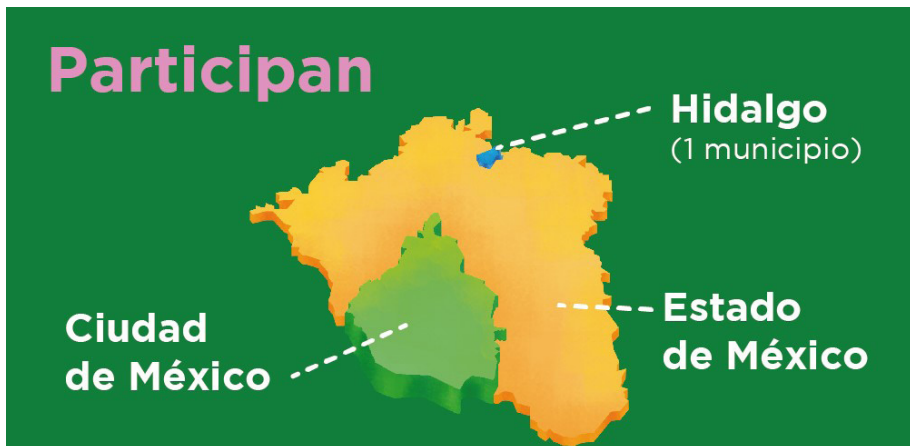 Participan
Hidalgo
(1 municipio)
Ciudad
de México
Estado
de México